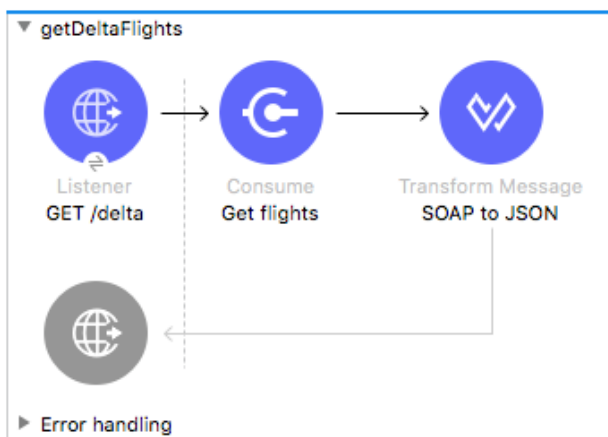 getDeltaFlights
Listener
GET /delta
Consume
Get flights
Transform Message
SOAP to JSON
Error handling